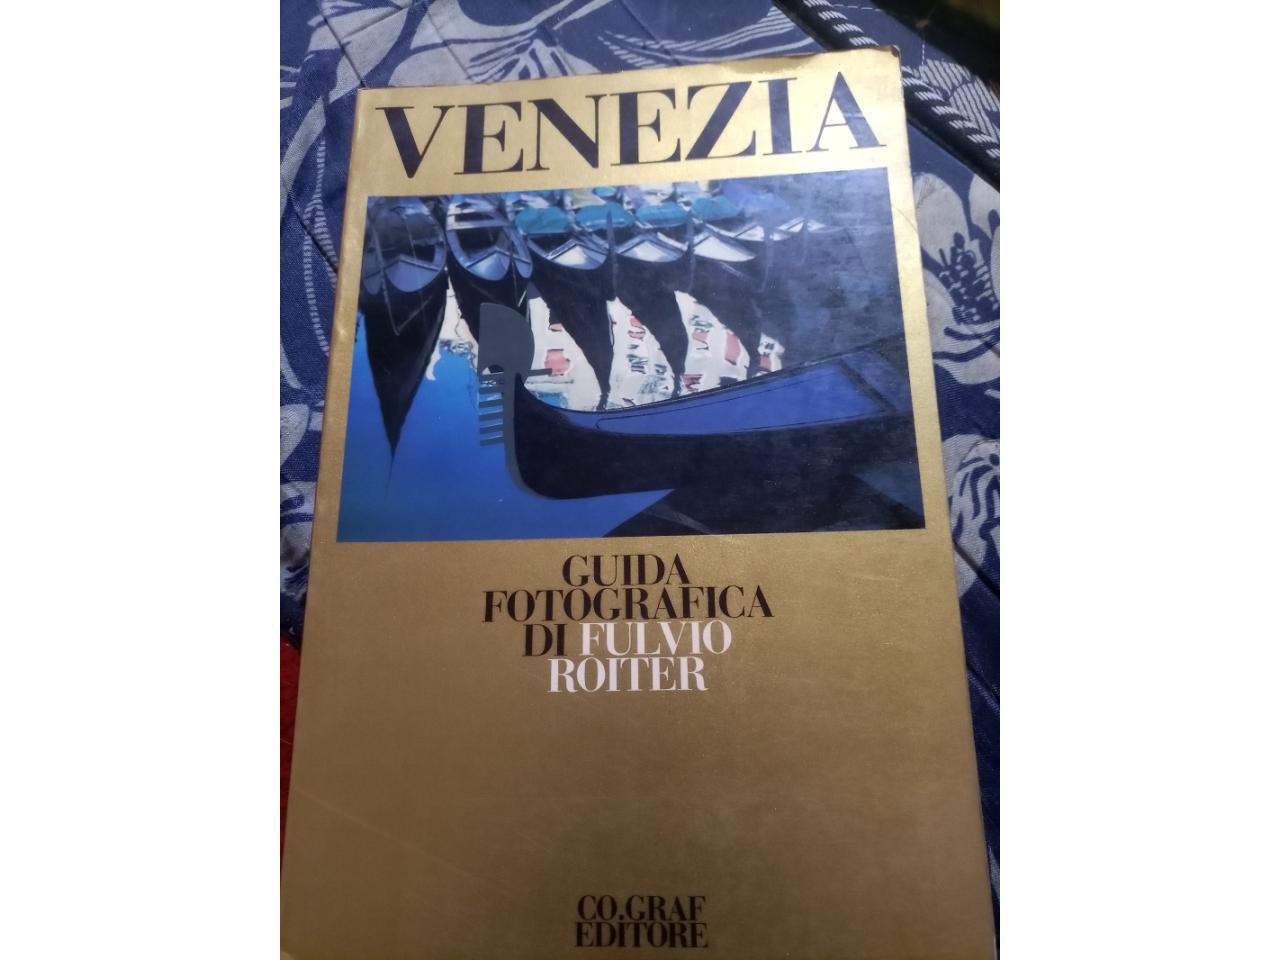 VENEZIA
GUIDA
FOTOGRAFICA
DI FULVIO
ROITER
CO.GRAF
EDITORE